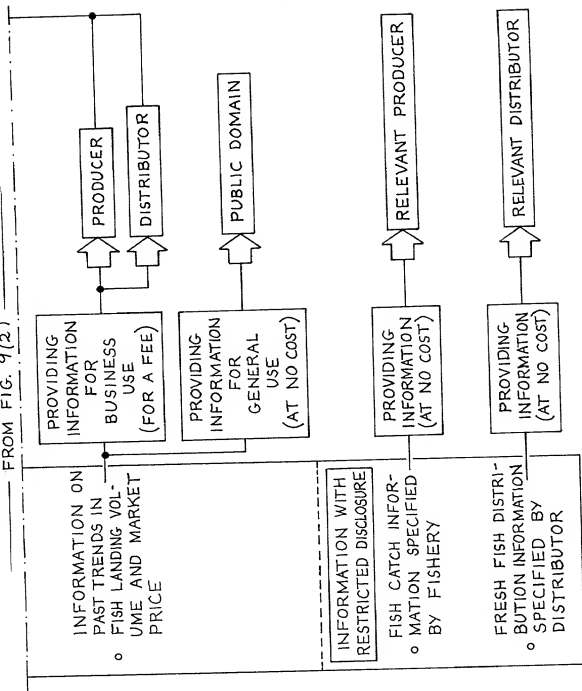 FROM FIG. 9(2)
INFORMATION ON
PAST TRENDS IN
FISH LANDING VOL-
UME AND MARKET
PRICE
PROVIDING
INFORMATION
FOR
BUSINESS
USE
(FOR A FEE)
PRODUCER
DISTRIBUTOR
PROVIDING
INFORMATION
FOR
GENERAL
USE
(AT NO COST)
PUBLIC DOMAIN
INFORMATION WITH
RESTRICTED DISCLOSURE
FISH CATCH INFOR-
MATION SPECIFIED
BY FISHERY
PROVIDING
INFORMATION
(AT NO COST)
RELEVANT PRODUCER
FRESH FISH DISTRI-
BUTION INFORMATION
SPECIFIED BY
DISTRIBUTOR
PROVIDING
INFORMATION
(AT NO COST)
RELEVANT DISTRIBUTOR